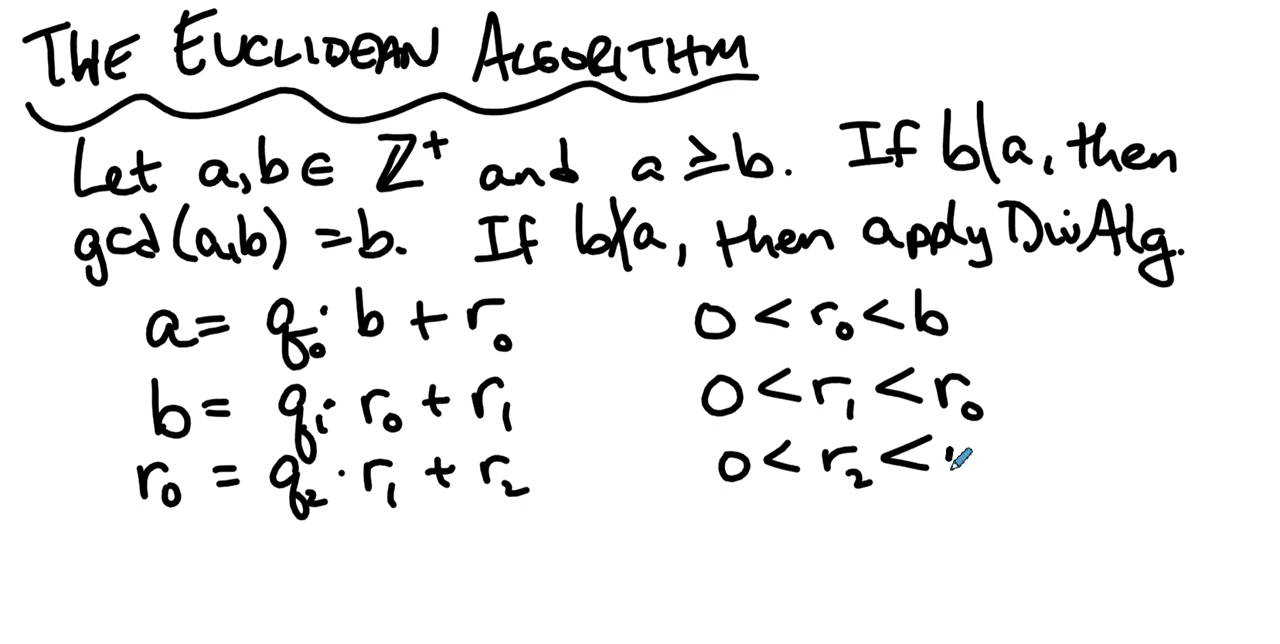 THE EUCLIDEAN ALGORITHM
Let a,b ∈ ℤ⁺ and a ≥ b. If b|a, then
gcd(a,b) = b. If b∤a, then apply DivAlg.
a = q₀ · b + r₀ 0 < r₀ < b
b = q₁ · r₀ + r₁ 0 < r₁ < r₀
r₀ = q₂ · r₁ + r₂ 0 < r₂ <